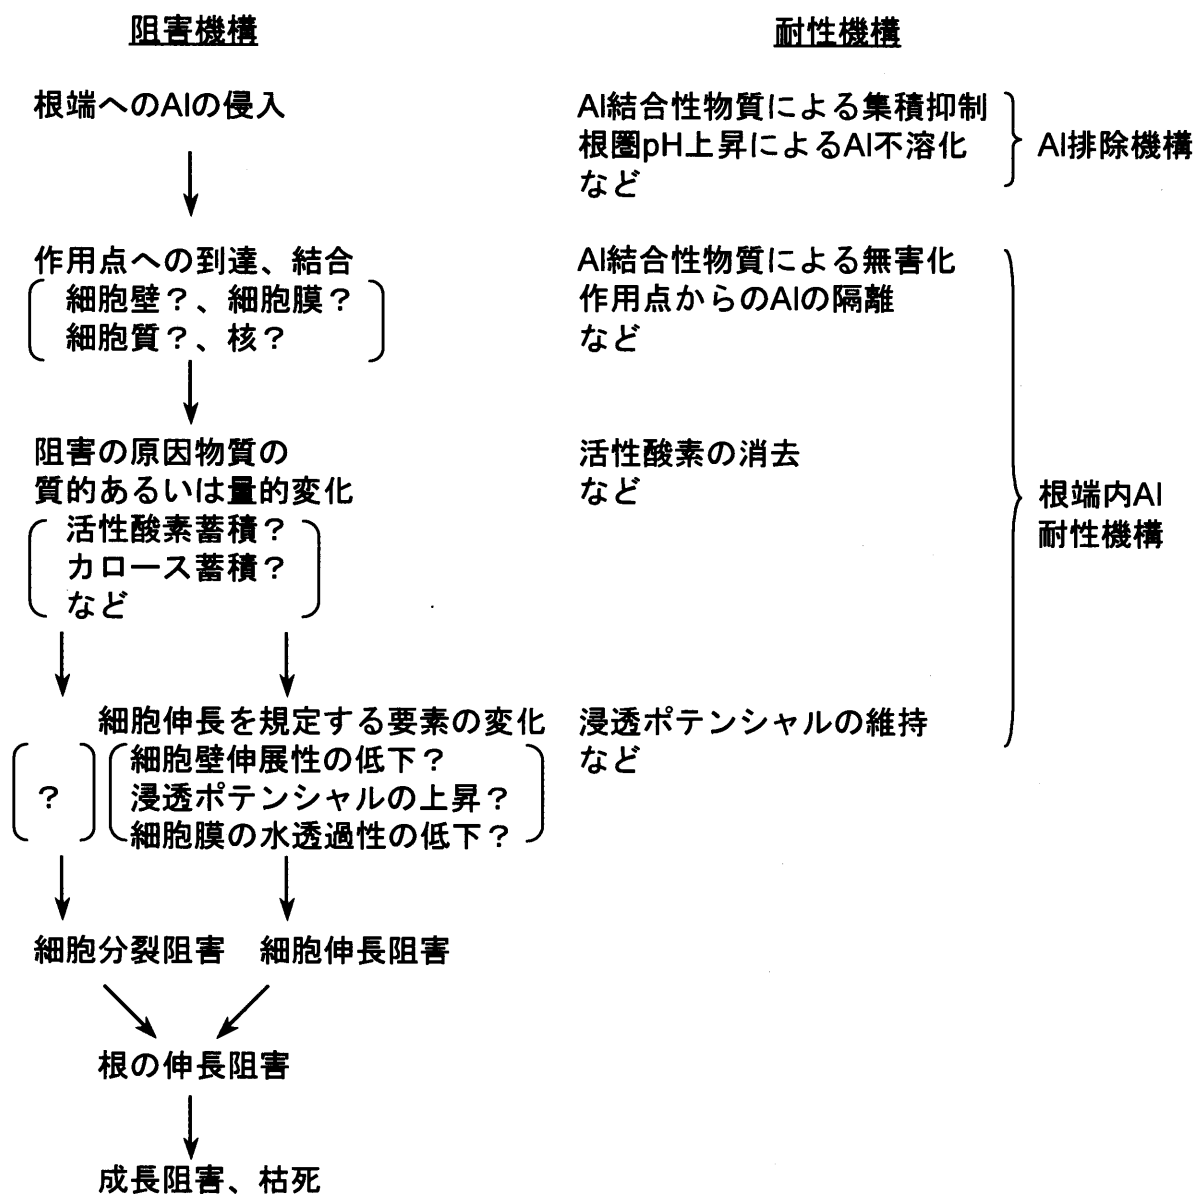 阻害機構
耐性機構
根端へのAlの侵入
Al結合性物質による集積抑制
根圏pH上昇によるAl不溶化
など
Al排除機構
作用点への到達、結合
細胞壁？、細胞膜？
細胞質？、核？
Al結合性物質による無害化
作用点からのAlの隔離
など
阻害の原因物質の
質的あるいは量的変化
活性酸素蓄積？
カロース蓄積？
など
活性酸素の消去
など
根端内Al
耐性機構
細胞伸長を規定する要素の変化
？
細胞壁伸展性の低下？
浸透ポテンシャルの上昇？
細胞膜の水透過性の低下？
浸透ポテンシャルの維持
など
細胞分裂阻害
細胞伸長阻害
根の伸長阻害
成長阻害、枯死